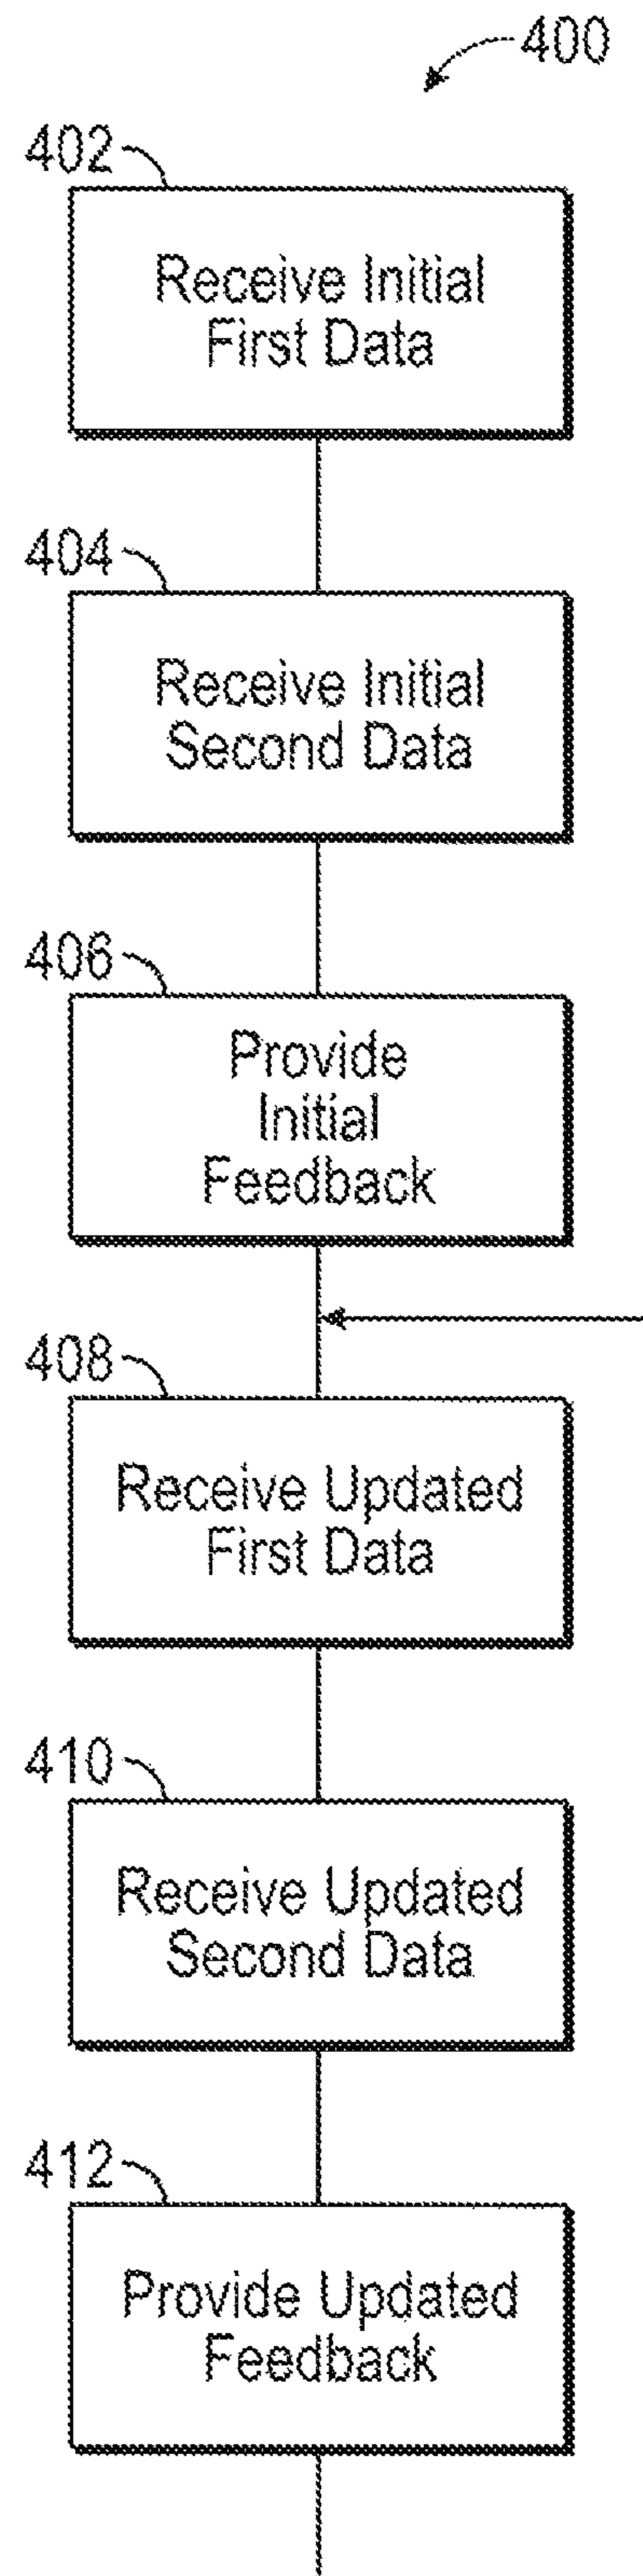 400
402
Receive Initial
First Data
404
Receive Initial
Second Data
406
Provide
Initial
Feedback
408
Receive Updated
First Data
410
Receive Updated
Second Data
412
Provide Updated
Feedback